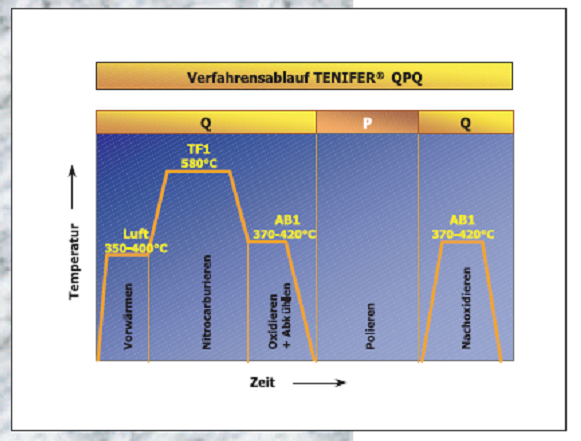 Verfahrensablauf TENIFER® QPQ
Q
P
Q
TF1
580°C
Luft
350-400°C
AB1
370-420°C
AB1
370-420°C
Vorwärmen
Nitrocarburieren
Oxidieren
+ Abkühlen
Polieren
Nachoxidieren
Temperatur
Zeit